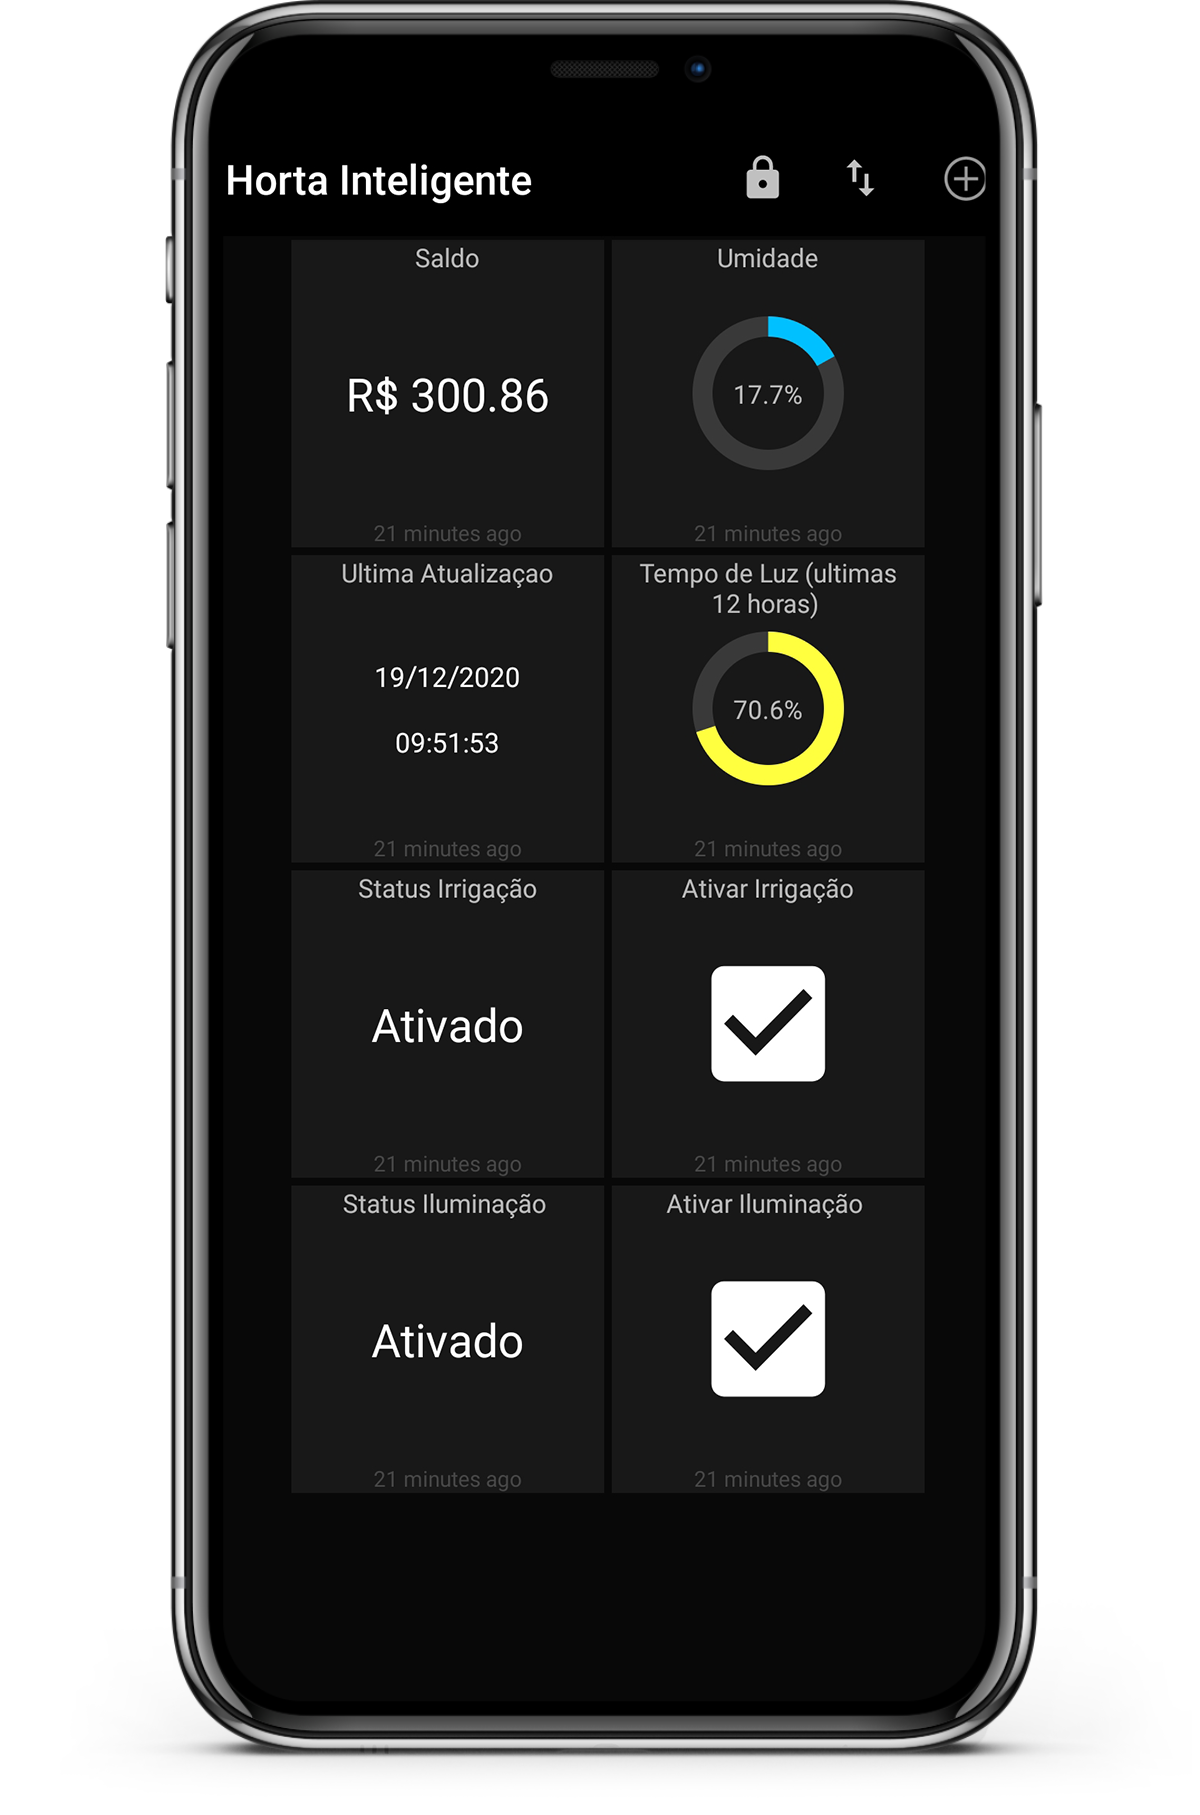 Horta Inteligente
Saldo
R$ 300.86
21 minutes ago
Umidade
17.7%
21 minutes ago
Ultima Atualizaçao
19/12/2020
09:51:53
21 minutes ago
Tempo de Luz (ultimas
12 horas)
70.6%
21 minutes ago
Status Irrigação
Ativado
21 minutes ago
Ativar Irrigação
21 minutes ago
Status Iluminação
Ativado
21 minutes ago
Ativar Iluminação
21 minutes ago